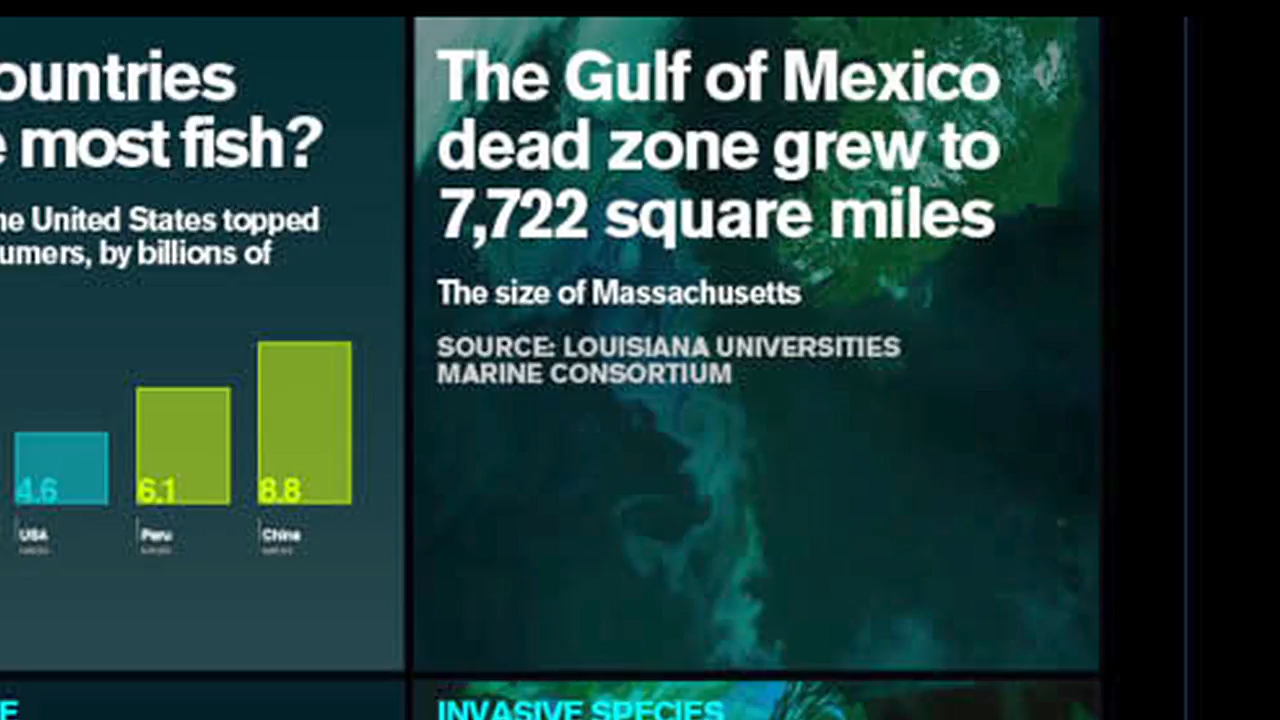 ountries
e most fish?
he United States topped
umers, by billions of
4.6
6.1
8.8
USA
Peru
China
The Gulf of Mexico
dead zone grew to
7,722 square miles
The size of Massachusetts
SOURCE: LOUISIANA UNIVERSITIES
MARINE CONSORTIUM
E
INVASIVE SPECIES